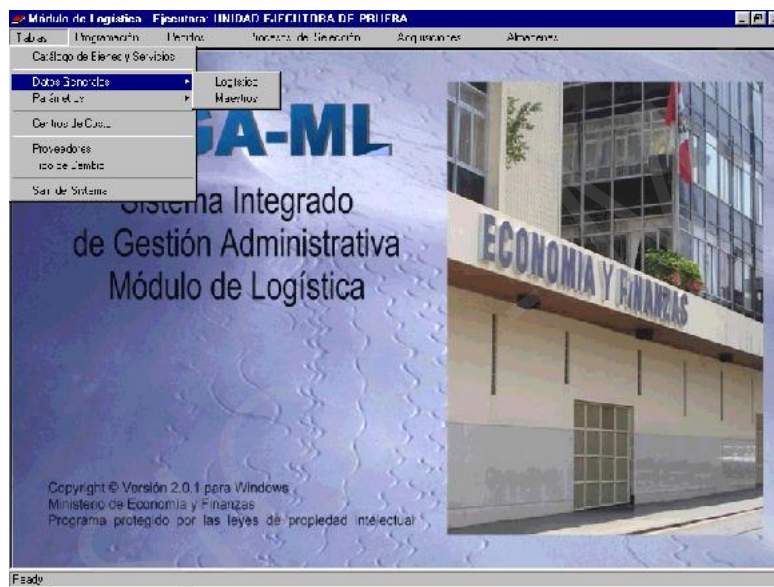 Módulo de Logística - Ejecutora: UNIDAD EJECUTORA DE PRUEBA
Tablas Programación Pedidos Procesos de Selección Adquisiciones Almacenes
Catálogo de Bienes y Servicios
Datos Generales
Logístico
Maestros
Parámetros
Centros de Costo
Proveedores
Tipo de Cambio
Salir del Sistema
GA-ML
Sistema Integrado
de Gestión Administrativa
Módulo de Logística
ECONOMIA Y FINANZAS
Copyright © Versión 2.0.1 para Windows
Ministerio de Economía y Finanzas
Programa protegido por las leyes de propiedad intelectual
Ready